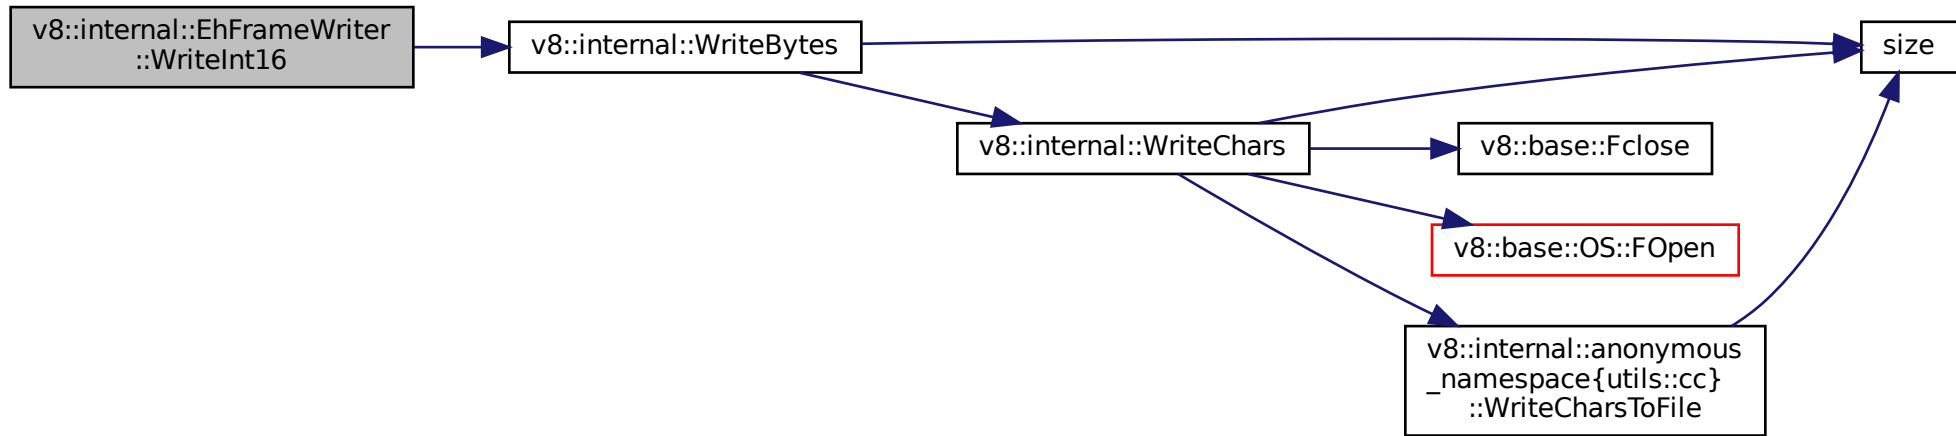 v8::internal::EhFrameWriter
::WriteInt16
v8::internal::WriteBytes
size
v8::internal::WriteChars
v8::base::Fclose
v8::base::OS::FOpen
v8::internal::anonymous
_namespace{utils::cc}
::WriteCharsToFile